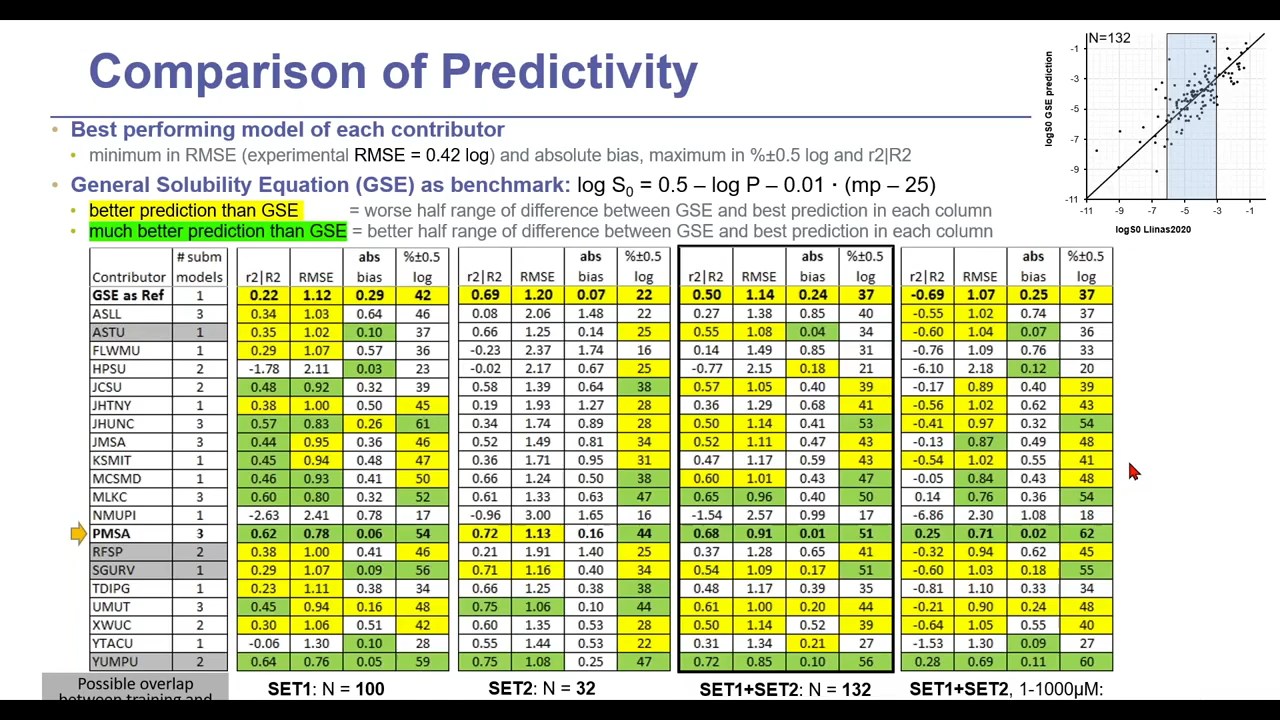 Comparison of Predictivity
• Best performing model of each contributor
• minimum in RMSE (experimental RMSE = 0.42 log) and absolute bias, maximum in %±0.5 log and r2|R2
• General Solubility Equation (GSE) as benchmark: log S0 = 0.5 – log P – 0.01 · (mp – 25)
• better prediction than GSE = worse half range of difference between GSE and best prediction in each column
• much better prediction than GSE = better half range of difference between GSE and best prediction in each column
N=132
logS0 GSE prediction
-1
-3
-5
-7
-9
-11
-11 -9 -7 -5 -3 -1
logS0 Llinas2020
# subm abs %±0.5 abs %±0.5 abs %±0.5 abs %±0.5
Contributor models r2|R2 RMSE bias log r2|R2 RMSE bias log r2|R2 RMSE bias log r2|R2 RMSE bias log
GSE as Ref 1 0.22 1.12 0.29 42 0.69 1.20 0.07 22 0.50 1.14 0.24 37 -0.69 1.07 0.25 37
ASLL 3 0.34 1.03 0.64 46 0.08 2.06 1.48 22 0.27 1.38 0.85 40 -0.55 1.02 0.74 37
ASTU 1 0.35 1.02 0.10 37 0.66 1.25 0.14 25 0.55 1.08 0.04 34 -0.60 1.04 0.07 36
FLWMU 1 0.29 1.07 0.57 36 -0.23 2.37 1.74 16 0.14 1.49 0.85 31 -0.76 1.09 0.76 33
HPSU 2 -1.78 2.11 0.03 23 -0.02 2.17 0.67 25 -0.77 2.15 0.18 21 -6.10 2.18 0.12 20
JCSU 2 0.48 0.92 0.32 39 0.58 1.39 0.64 38 0.57 1.05 0.40 39 -0.17 0.89 0.40 39
JHTNY 1 0.38 1.00 0.50 45 0.19 1.93 1.27 28 0.36 1.29 0.68 41 -0.56 1.02 0.62 43
JHUNC 3 0.57 0.83 0.26 61 0.34 1.74 0.89 28 0.50 1.14 0.41 53 -0.41 0.97 0.32 54
JMSA 3 0.44 0.95 0.36 46 0.52 1.49 0.81 34 0.52 1.11 0.47 43 -0.13 0.87 0.49 48
KSMIT 1 0.45 0.94 0.48 47 0.36 1.71 0.95 31 0.47 1.17 0.59 43 -0.54 1.02 0.55 41
MCSMD 1 0.46 0.93 0.41 50 0.66 1.24 0.50 38 0.60 1.01 0.43 47 -0.05 0.84 0.43 48
MLKC 3 0.60 0.80 0.32 52 0.61 1.33 0.63 47 0.65 0.96 0.40 50 0.14 0.76 0.36 54
NMUPI 1 -2.63 2.41 0.78 17 -0.96 3.00 1.65 16 -1.54 2.57 0.99 17 -6.86 2.30 1.08 18
PMSA 3 0.62 0.78 0.06 54 0.72 1.13 0.16 44 0.68 0.91 0.01 51 0.25 0.71 0.02 62
RFSP 2 0.38 1.00 0.41 46 0.21 1.91 1.40 25 0.37 1.28 0.65 41 -0.32 0.94 0.62 45
SGURV 1 0.29 1.07 0.09 56 0.71 1.16 0.40 34 0.54 1.09 0.17 51 -0.60 1.03 0.18 55
TDIPG 1 0.23 1.11 0.38 34 0.66 1.25 0.38 38 0.48 1.17 0.39 35 -0.81 1.10 0.33 34
UMUT 3 0.45 0.94 0.16 48 0.75 1.06 0.10 44 0.61 1.00 0.20 44 -0.21 0.90 0.24 48
XWUC 2 0.30 1.06 0.51 42 0.60 1.35 0.53 28 0.50 1.14 0.52 39 -0.64 1.05 0.55 40
YTACU 1 -0.06 1.30 0.10 28 0.55 1.44 0.53 22 0.31 1.34 0.21 27 -1.53 1.30 0.09 27
YUMPU 2 0.64 0.76 0.05 59 0.75 1.08 0.25 47 0.72 0.85 0.10 56 0.28 0.69 0.11 60
Possible overlap
between training and
SET1: N = 100
SET2: N = 32
SET1+SET2: N = 132
SET1+SET2, 1-1000µM: